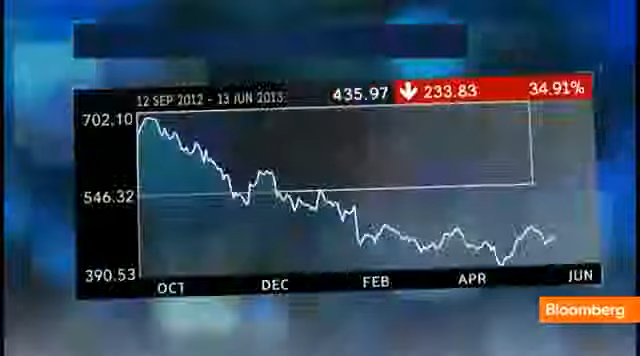 12 SEP 2012 - 13 JUN 2013 435.97 233.83 34.91%
702.10
546.32
390.53
OCT DEC FEB APR JUN
Bloomberg